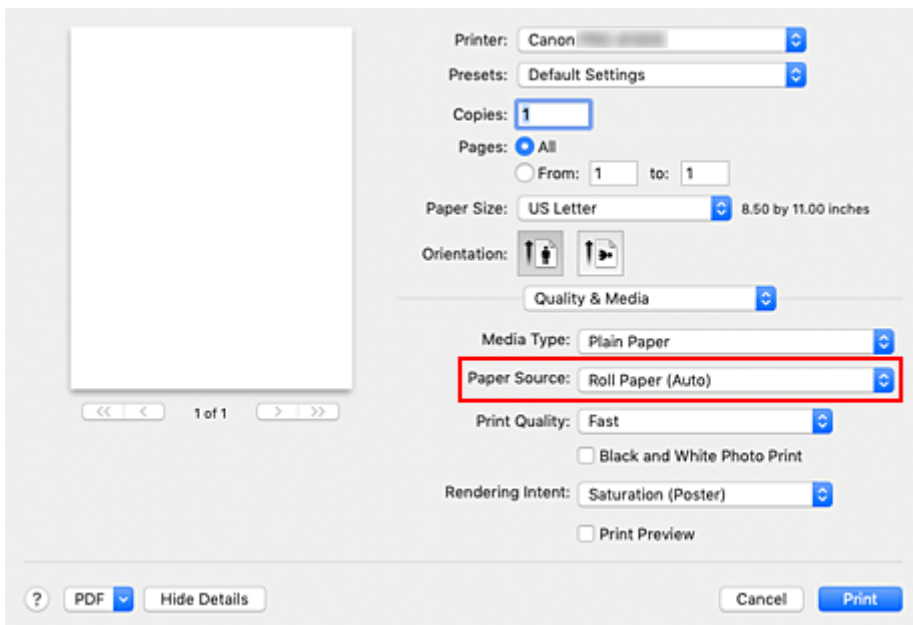 Printer: Canon
Presets: Default Settings
Copies: 1
Pages: All
From: 1 to: 1
Paper Size: US Letter 8.50 by 11.00 inches
Orientation:
Quality & Media
Media Type: Plain Paper
Paper Source: Roll Paper (Auto)
1 of 1
Print Quality: Fast
Black and White Photo Print
Rendering Intent: Saturation (Poster)
Print Preview
? PDF Hide Details Cancel Print